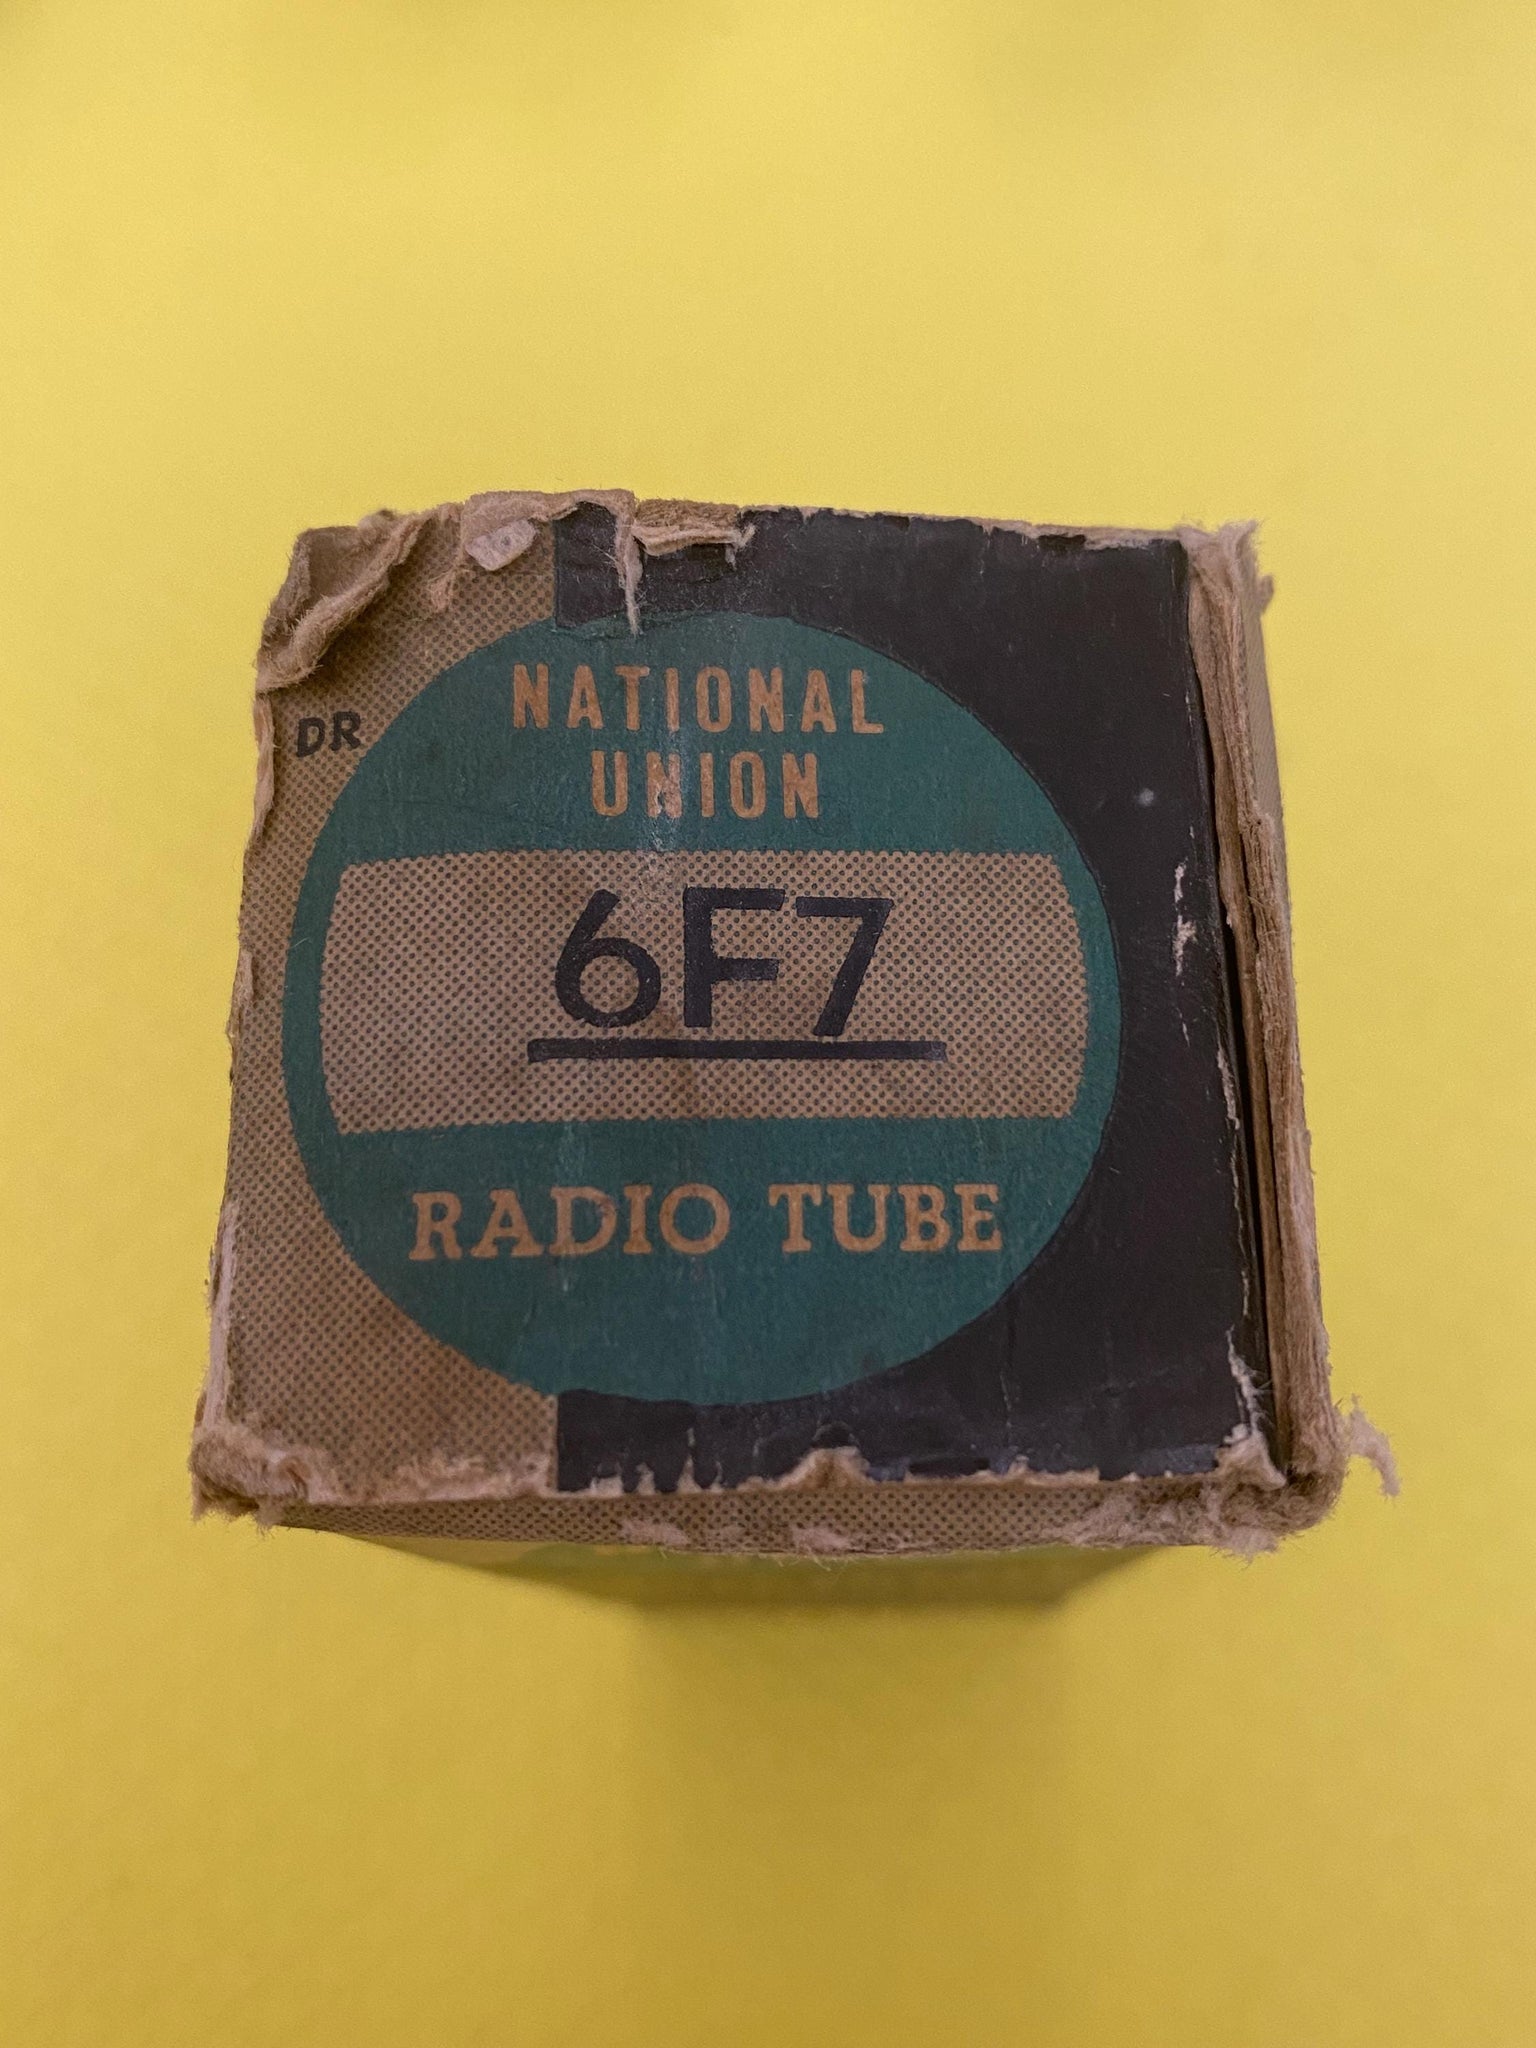 NATIONAL
UNION
DR
6F7
RADIO TUBE